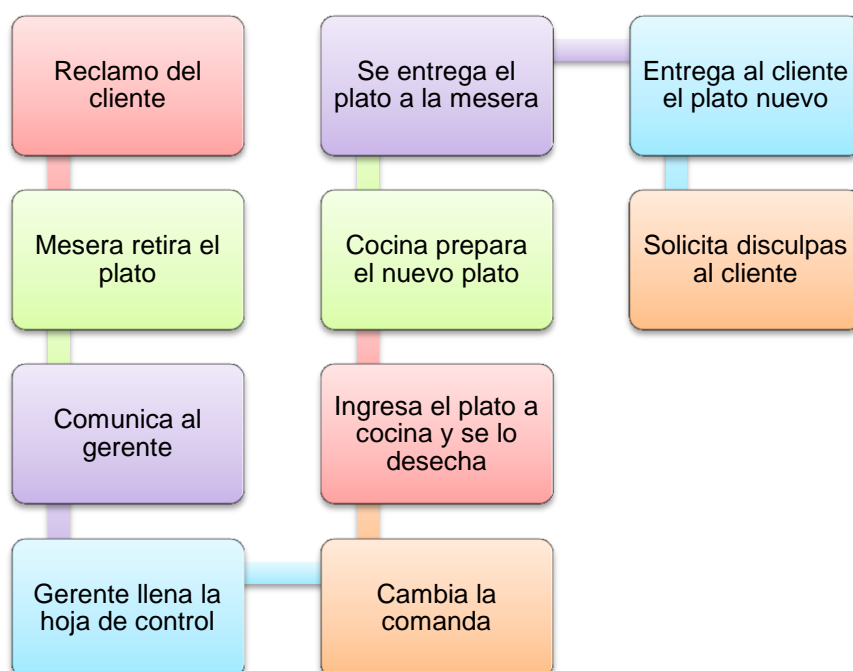 Reclamo del
cliente
Mesera retira el
plato
Comunica al
gerente
Gerente llena la
hoja de control
Cambia la
comanda
Ingresa el plato a
cocina y se lo
desecha
Cocina prepara
el nuevo plato
Se entrega el
plato a la mesera
Entrega al cliente
el plato nuevo
Solicita disculpas
al cliente